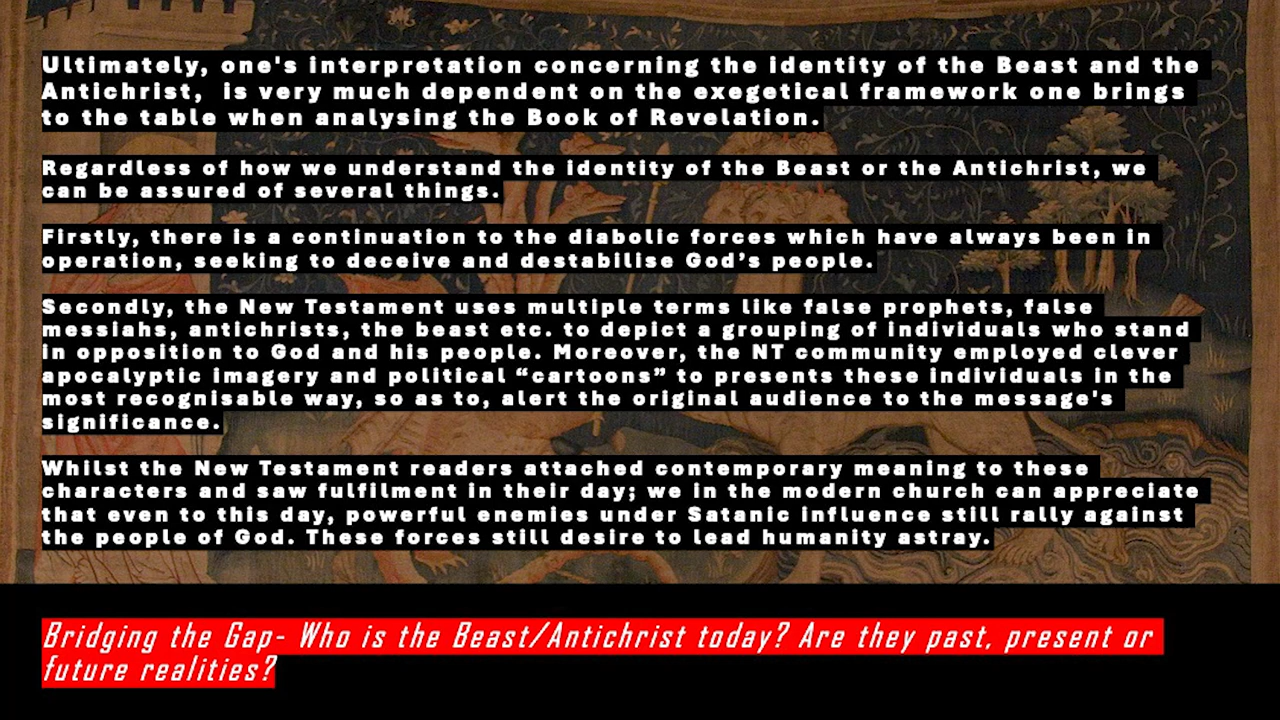 Ultimately, one's interpretation concerning the identity of the Beast and the
Antichrist, is very much dependent on the exegetical framework one brings
to the table when analysing the Book of Revelation.
Regardless of how we understand the identity of the Beast or the Antichrist, we
can be assured of several things.
Firstly, there is a continuation to the diabolic forces which have always been in
operation, seeking to deceive and destabilise God’s people.
Secondly, the New Testament uses multiple terms like false prophets, false
messiahs, antichrists, the beast etc. to depict a grouping of individuals who stand
in opposition to God and his people. Moreover, the NT community employed clever
apocalyptic imagery and political “cartoons” to presents these individuals in the
most recognisable way, so as to, alert the original audience to the message's
significance.
Whilst the New Testament readers attached contemporary meaning to these
characters and saw fulfilment in their day; we in the modern church can appreciate
that even to this day, powerful enemies under Satanic influence still rally against
the people of God. These forces still desire to lead humanity astray.
Bridging the Gap- Who is the Beast/Antichrist today? Are they past, present or
future realities?